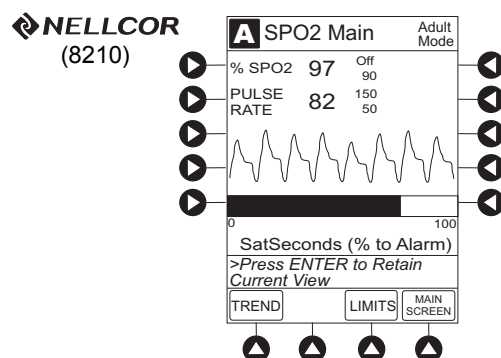 NELLCOR
(8210)
A SPO2 Main Adult Mode
% SPO2 97 Off 90
PULSE RATE 82 150 50
0 100
SatSeconds (% to Alarm)
>Press ENTER to Retain
Current View
TREND LIMITS MAIN SCREEN